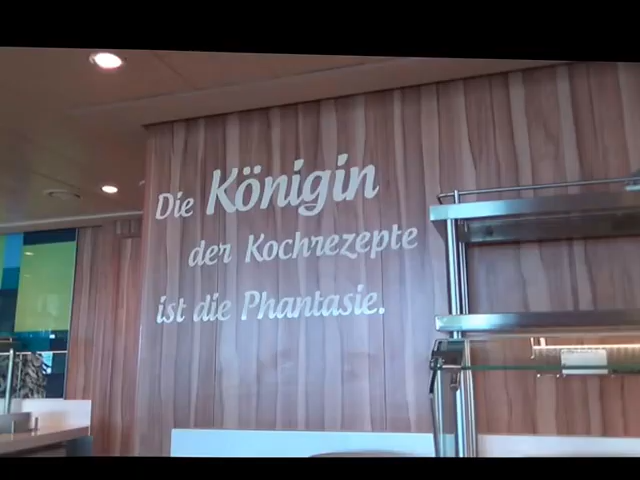 Die Königin
der Kochrezepte
ist die Phantasie.